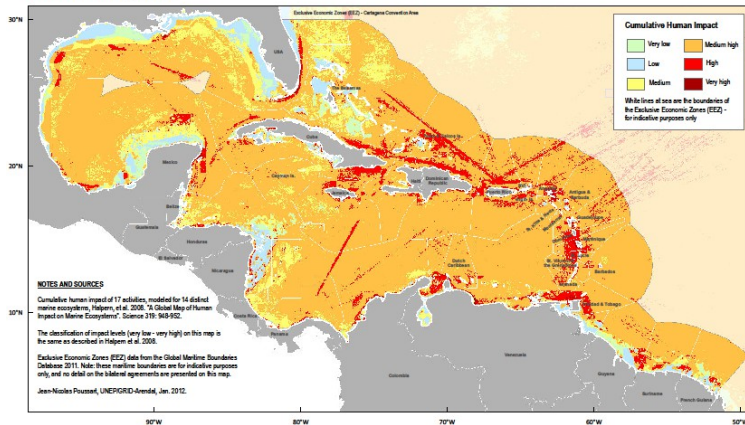 Exclusive Economic Zones (EEZ) - Cartagena Convention Area
30°N
20°N
10°N
90°W
80°W
70°W
60°W
50°W
Cumulative Human Impact
Very low
Low
Medium
Medium high
High
Very high
White lines at sea are the boundaries of
the Exclusive Economic Zones (EEZ) -
for indicative purposes only
USA
The Bahamas
Cuba
Mexico
Cayman Is.
Jamaica
Haiti
Dominican
Republic
Puerto Rico
Antigua &
Barbuda
Guadeloupe
Martinique
Barbados
Grenada
Trinidad & Tobago
Belize
Guatemala
Honduras
El Salvador
Nicaragua
Costa Rica
Panama
Dutch
Caribbean
Colombia
Venezuela
Guyana
Suriname
French Guiana
NOTES AND SOURCES
Cumulative human impact of 17 activities, modeled for 14 distinct
marine ecosystems, Halpern, et al. 2008. "A Global Map of Human
Impact on Marine Ecosystems". Science 319: 948-952.
The classification of impact levels (very low - very high) on this map is
the same as described in Halpern et al. 2008.
Exclusive Economic Zones (EEZ) data from the Global Maritime Boundaries
Database 2011. Note: these maritime boundaries are for indicative purposes
only, and no detail on the bilateral agreements are presented on this map.
Jean-Nicolas Poussart, UNEP/GRID-Arendal, Jan. 2012.